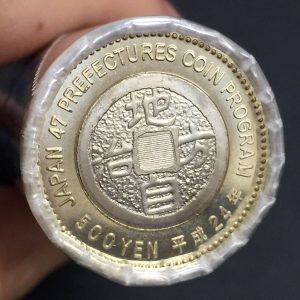 JAPAN 47 PREFECTURES COIN PROGRAM
地方自治
500 YEN 平成24年